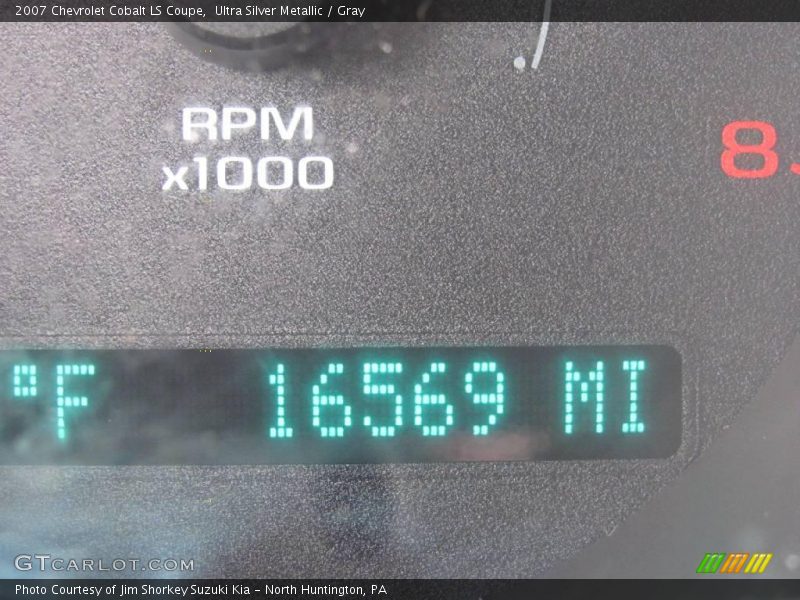 2007 Chevrolet Cobalt LS Coupe, Ultra Silver Metallic / Gray
RPM
x1000
8
°F 16569 MI
GTCARLOT.COM
Photo Courtesy of Jim Shorkey Suzuki Kia - North Huntington, PA